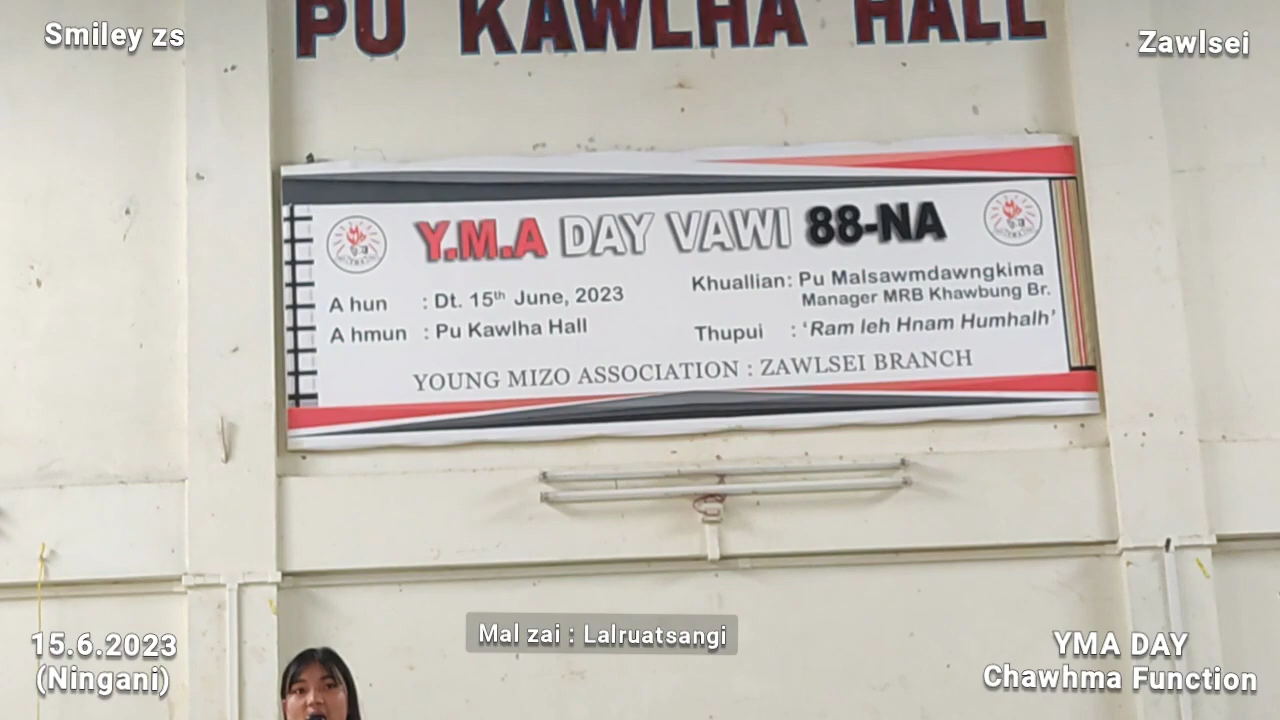 PU KAWLHA HALL
Smiley zs
Zawlsei
Y.M.A DAY VAWI 88-NA
A hun : Dt. 15th June, 2023
A hmun : Pu Kawlha Hall
Khuallian: Pu Malsawmdawngkima
Manager MRB Khawbung Br.
Thupui : ‘Ram leh Hnam Humhalh’
YOUNG MIZO ASSOCIATION : ZAWLSEI BRANCH
Mal zai : Lalruatsangi
15.6.2023
(Ningani)
YMA DAY
Chawhma Function